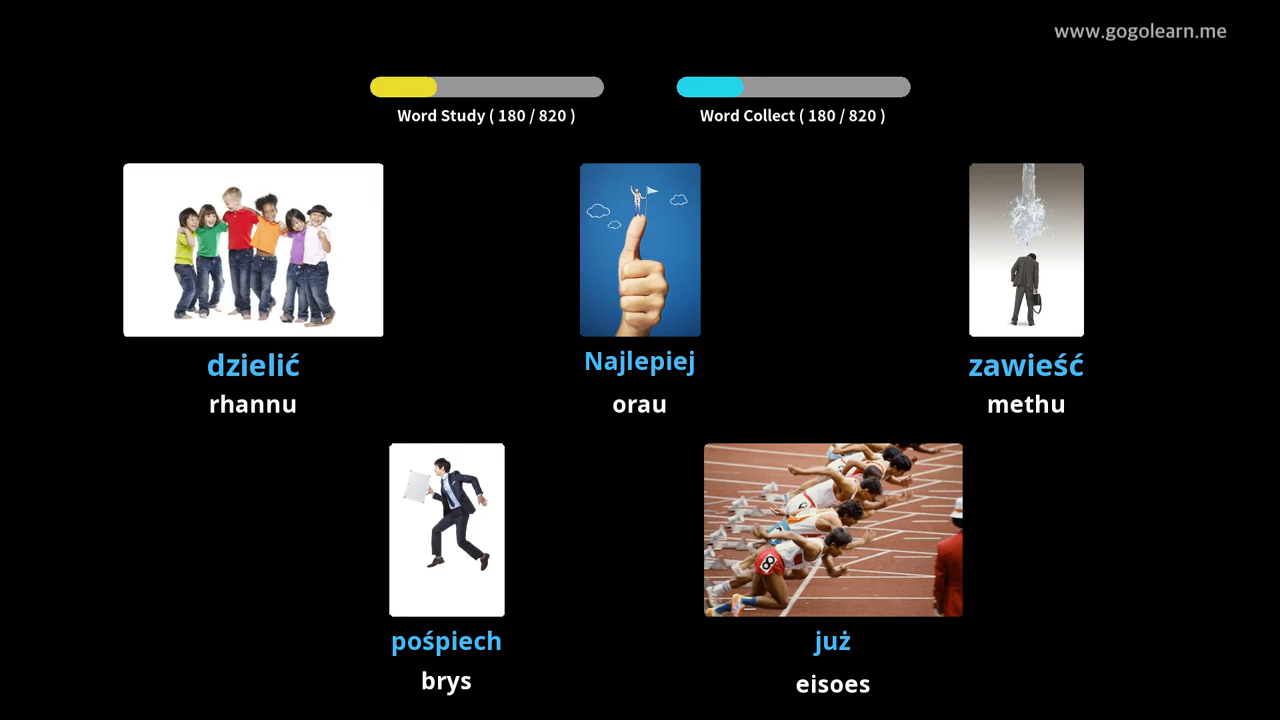 www.gogolearn.me
Word Study ( 180 / 820 )
Word Collect ( 180 / 820 )
dzielić
rhannu
Najlepiej
orau
zawieść
methu
pośpiech
brys
już
eisoes